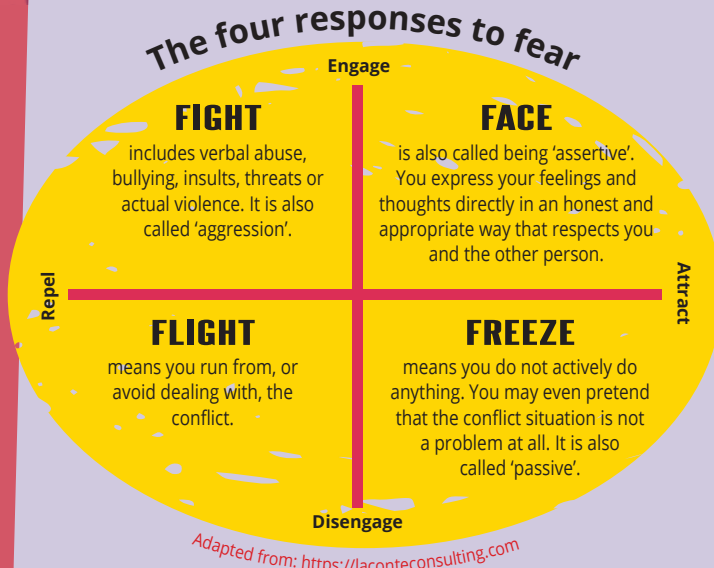 The four responses to fear
Engage
FIGHT
includes verbal abuse,
bullying, insults, threats or
actual violence. It is also
called ‘aggression’.
FACE
is also called being ‘assertive’.
You express your feelings and
thoughts directly in an honest and
appropriate way that respects you
and the other person.
Repel
Attract
FLIGHT
means you run from, or
avoid dealing with, the
conflict.
FREEZE
means you do not actively do
anything. You may even pretend
that the conflict situation is not
a problem at all. It is also
called ‘passive’.
Disengage
Adapted from: https://laconteconsulting.com